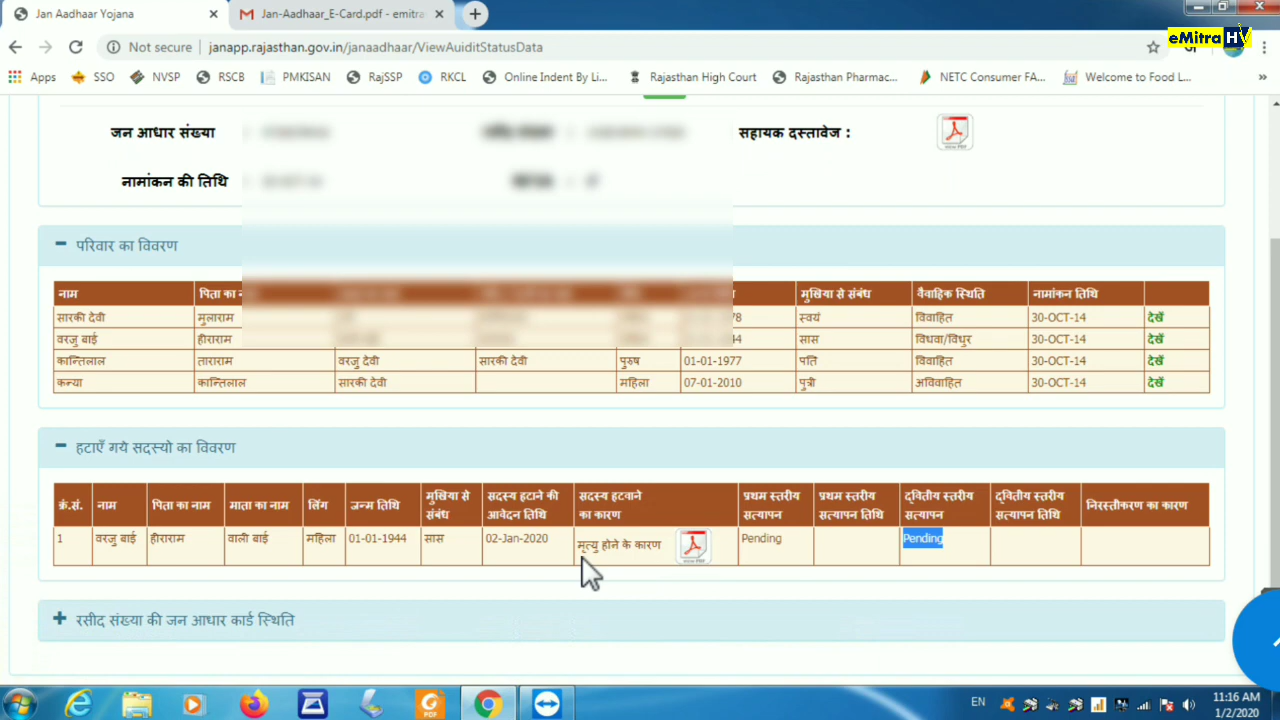 Jan Aadhaar Yojana
Jan-Aadhaar_E-Card.pdf - emitra
eMitra HV
Not secure janapp.rajasthan.gov.in/janaadhaar/ViewAuiditStatusData
Apps SSO NVSP RSCB PMKISAN RajSSP RKCL Online Indent By Li... Rajasthan High Court Rajasthan Pharmac... NETC Consumer FA... Welcome to Food L... »
जन आधार संख्या : सहायक दस्तावेज :
नामांकन की तिथि
परिवार का विवरण
नाम पिता का मुखिया से संबंध वैवाहिक स्थिति नामांकन तिथि
सारकी देवी मुलाराम स्वयं विवाहित 30-OCT-14 देखें
वरजु बाई हीराराम सास विधवा/विधुर 30-OCT-14 देखें
कान्तिलाल ताराराम वरजु देवी सारकी देवी पुरुष 01-01-1977 पति विवाहित 30-OCT-14 देखें
कन्या कान्तिलाल सारकी देवी महिला 07-01-2010 पुत्री अविवाहित 30-OCT-14 देखें
हटाएँ गये सदस्यो का विवरण
क्रं.सं. नाम पिता का नाम माता का नाम लिंग जन्म तिथि मुखिया से संबंध सदस्य हटाने की आवेदन तिथि सदस्य हटवाने का कारण प्रथम स्तरीय सत्यापन प्रथम स्तरीय सत्यापन तिथि द्वितीय स्तरीय सत्यापन द्वितीय स्तरीय सत्यापन तिथि निरस्तीकरण का कारण
1 वरजु बाई हीराराम वाली बाई महिला 01-01-1944 सास 02-Jan-2020 मृत्यु होने के कारण Pending Pending
रसीद संख्या की जन आधार कार्ड स्थिति
EN
11:16 AM
1/2/2020